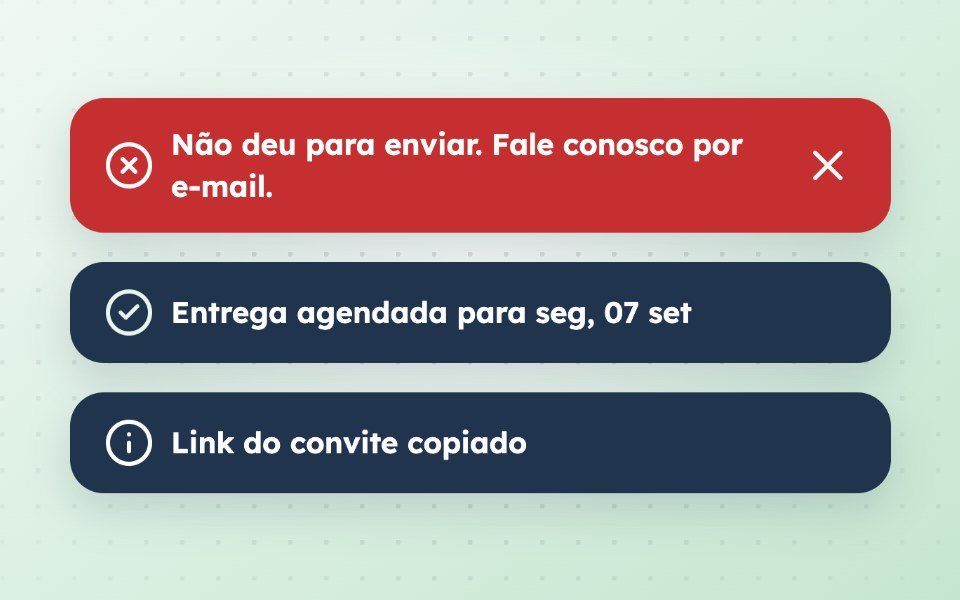 Não deu para enviar. Fale conosco por
e-mail.
Entrega agendada para seg, 07 set
Link do convite copiado